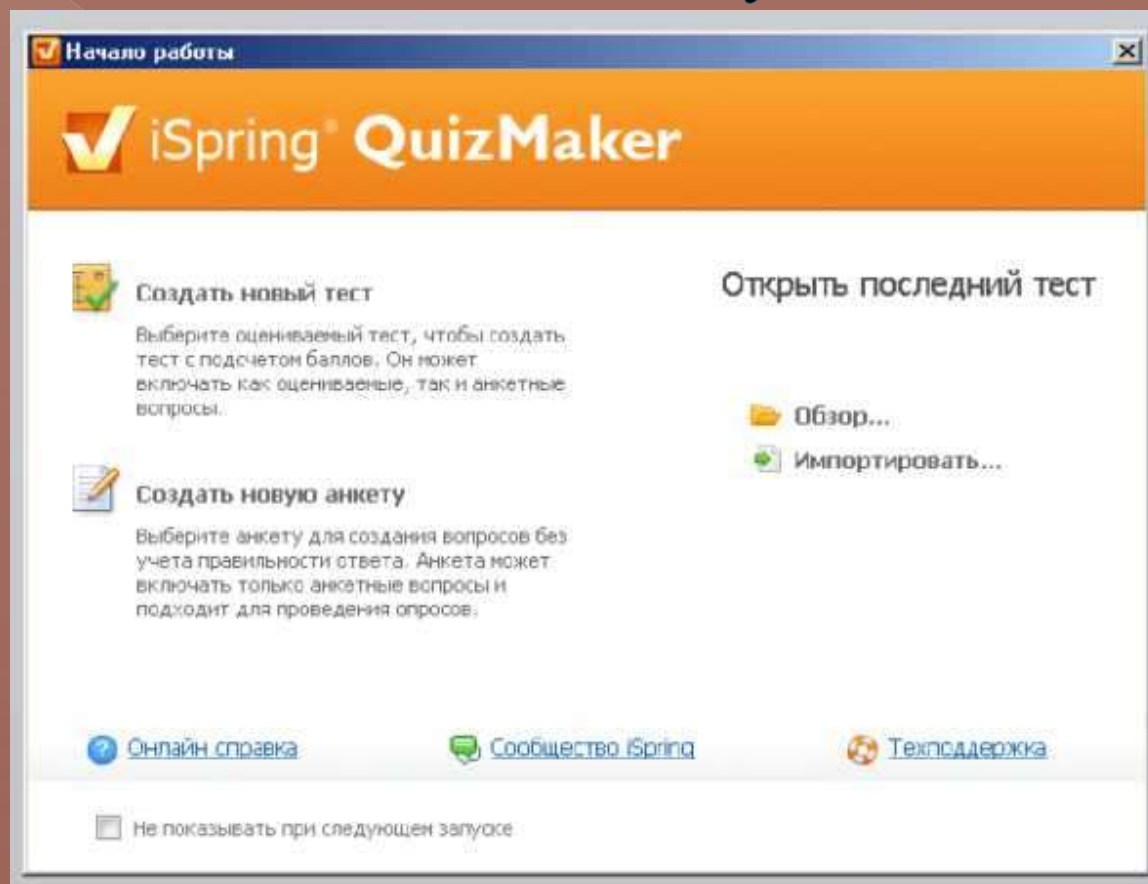 Начало работы
iSpring® QuizMaker
Создать новый тест
Выберите оцениваемый тест, чтобы создать
тест с подсчетом баллов. Он может
включать как оцениваемые, так и анкетные
вопросы.
Создать новую анкету
Выберите анкету для создания вопросов без
учета правильности ответа. Анкета может
включать только анкетные вопросы и
подходит для проведения опросов.
Открыть последний тест
Обзор...
Импортировать...
Онлайн справка
Сообщество iSpring
Техподдержка
Не показывать при следующем запуске